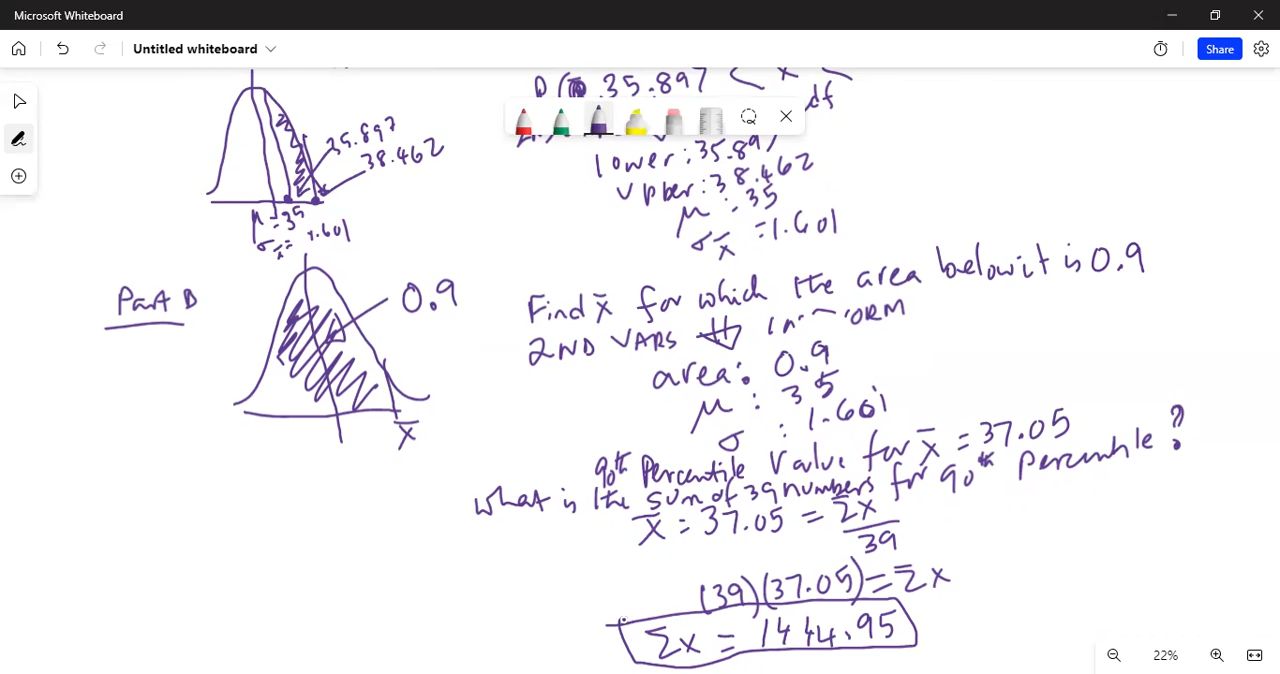 Microsoft Whiteboard
Untitled whiteboard
Share
35.897
df
35.897
38.462
μ = 35
σx̄ = 1.601
lower: 35.897
upper: 38.462
μ : 35
σx̄ = 1.601
Part D
0.9
x̄
Find x̄ for which the area below it is 0.9
2ND VARS
area: 0.9
μ : 35
σ : 1.601
90th Percentile Value for x̄ = 37.05
What is the sum of 39 numbers for 90th percentile?
x̄ = 37.05 = Σx
39
(39)(37.05) = Σx
Σx = 1444.95
22%